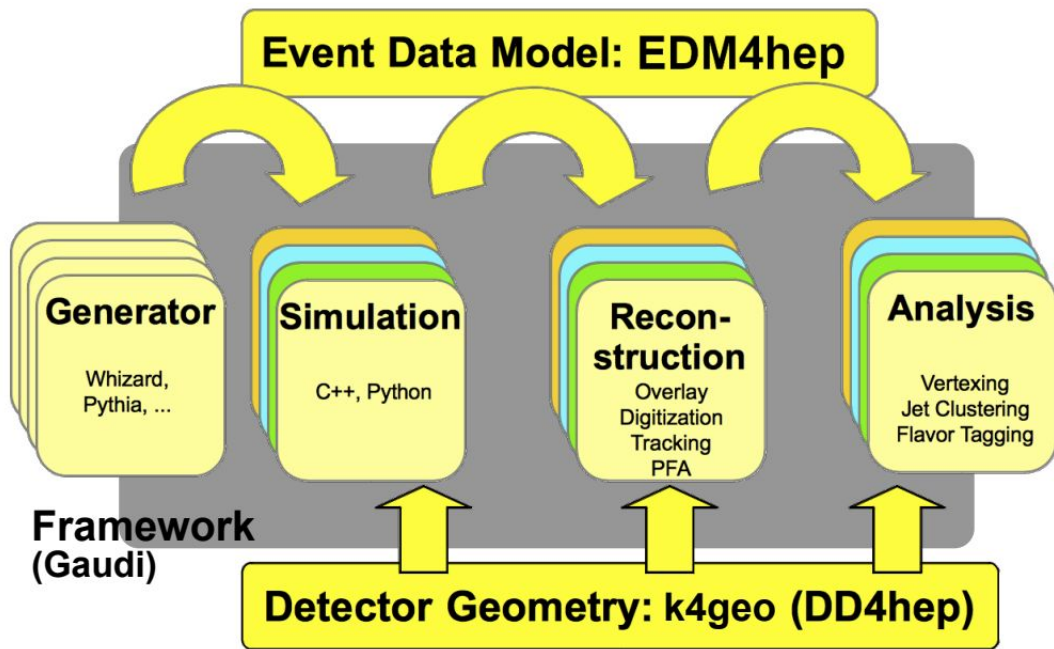 Event Data Model: EDM4hep
Generator
Whizard,
Pythia, ...
Simulation
C++, Python
Recon-
struction
Overlay
Digitization
Tracking
PFA
Analysis
Vertexing
Jet Clustering
Flavor Tagging
Framework
(Gaudi)
Detector Geometry: k4geo (DD4hep)